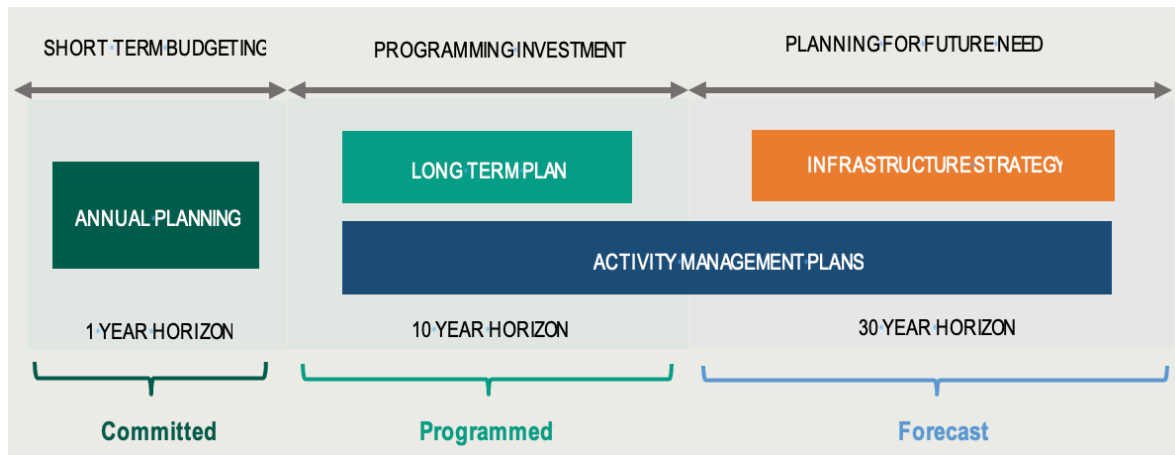 SHORT TERM BUDGETING
PROGRAMMING INVESTMENT
PLANNING FOR FUTURE NEED
ANNUAL PLANNING
LONG TERM PLAN
INFRASTRUCTURE STRATEGY
ACTIVITY MANAGEMENT PLANS
1 YEAR HORIZON
10 YEAR HORIZON
30 YEAR HORIZON
Committed
Programmed
Forecast